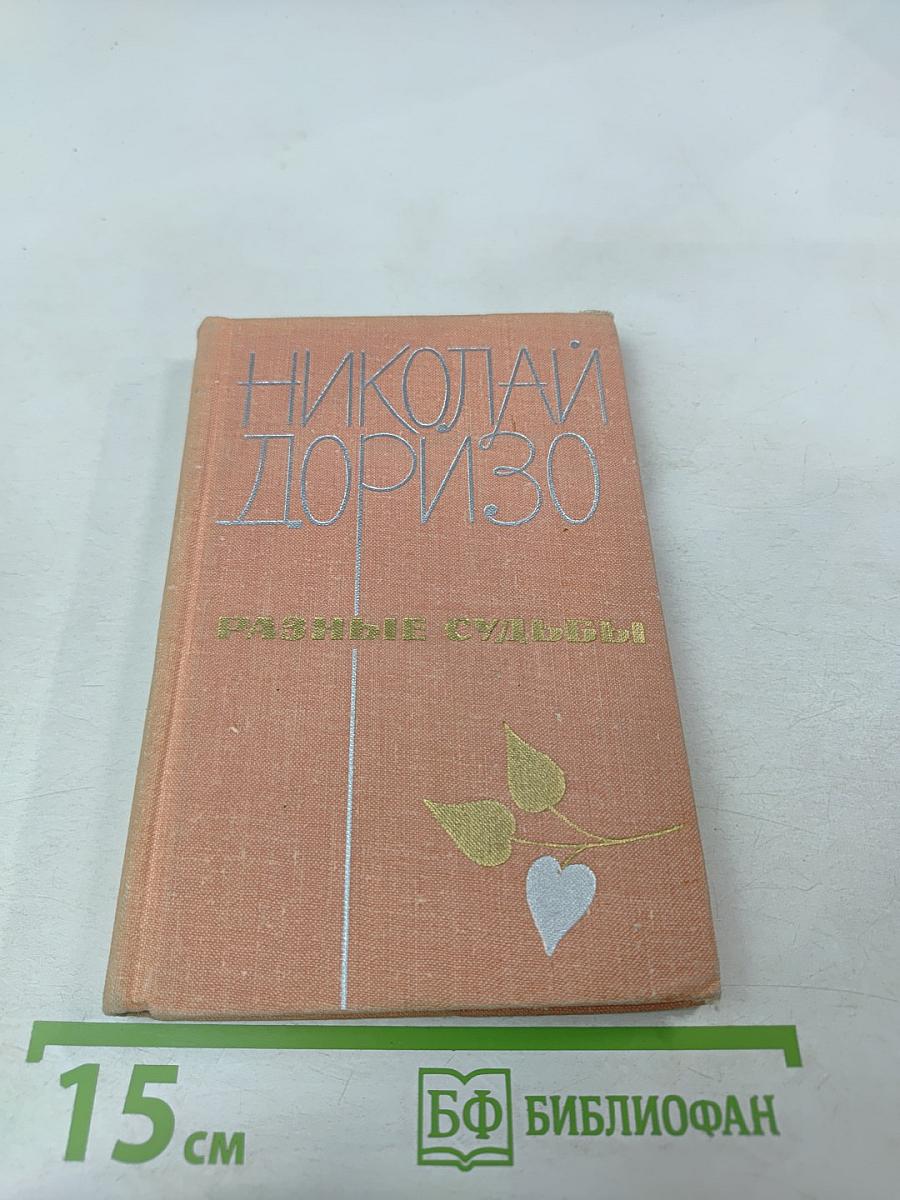 НИКОЛАЙ
ДОРИЗО
РАЗНЫЕ СУДЬБЫ
15 см
БФ БИБЛИОФАН